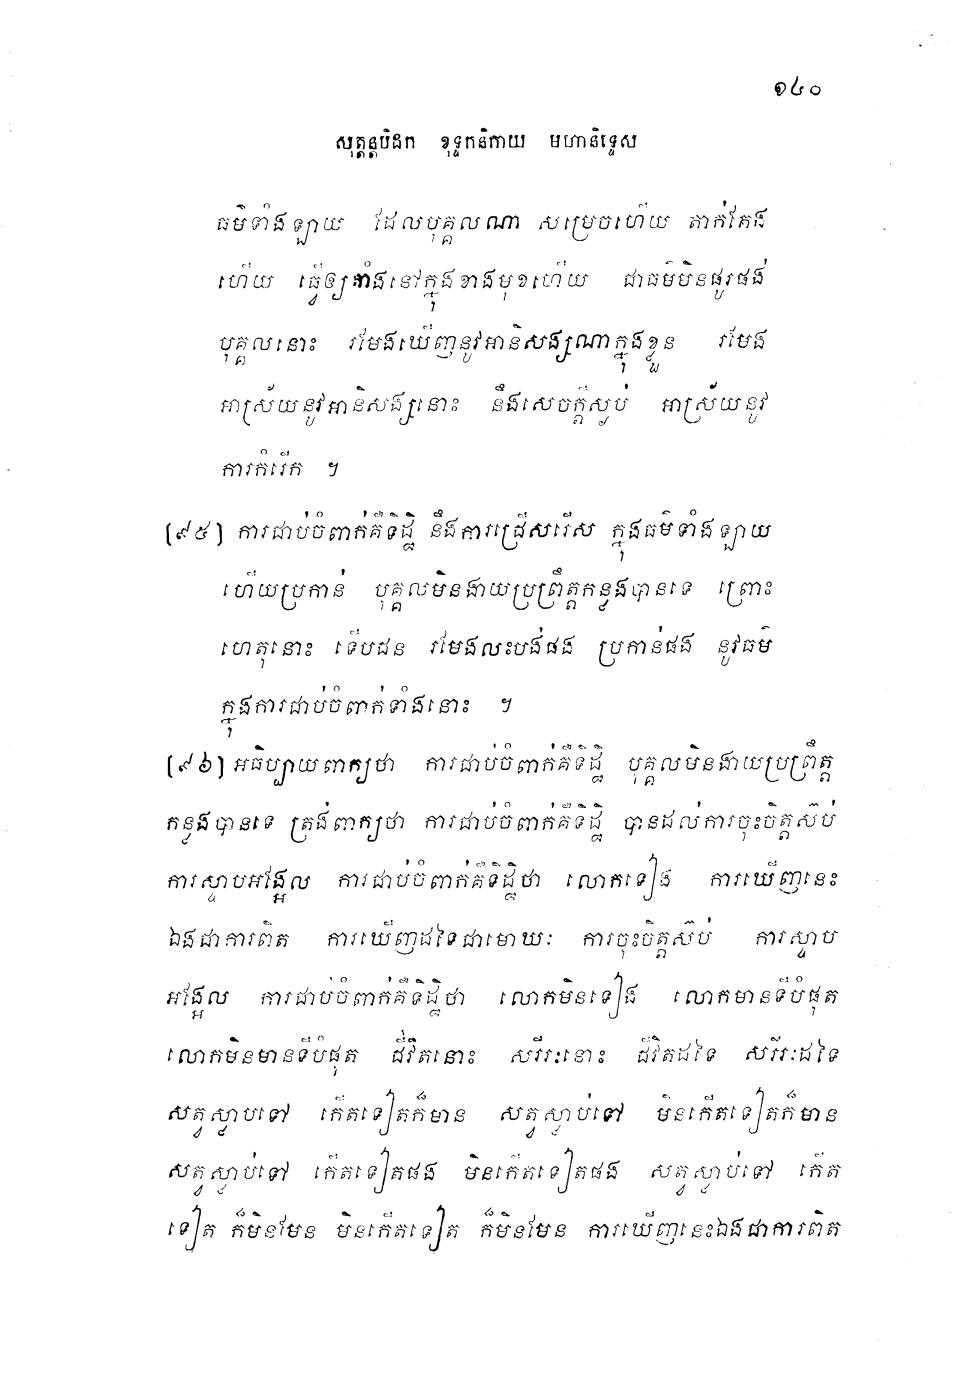 ១៤០
សុត្តន្តបិដក ខុទ្ទកនិកាយ មហានិទ្ទេស
ធម៌ទាំងឡាយ ដែលបុគ្គលណា សម្រេចហើយ តាក់តែង
ហើយ ធ្វើឲ្យតាំងនៅក្នុងខាងមុខហើយ ជាធម៌មិនផូរផង់
បុគ្គលនោះ រមែងឃើញនូវអានិសង្សណាក្នុងខ្លួន រមែង
អាស្រ័យនូវអានិសង្សនោះ នឹងសេចក្តីស្ងប់ អាស្រ័យនូវ
ការកំរើក ។
(៩៥) ការជាប់ចំពាក់គឺទិដ្ឋិ នឹងការជ្រើសរើស ក្នុងធម៌ទាំងឡាយ
ហើយប្រកាន់ បុគ្គលមិនងាយប្រព្រឹត្តកន្លងបានទេ ព្រោះ
ហេតុនោះ ទើបជន រមែងលះបង់ផង ប្រកាន់ផង នូវធម៌
ក្នុងការជាប់ចំពាក់ទាំងនោះ ។
(៩៦) អធិប្បាយពាក្យថា ការជាប់ចំពាក់គឺទិដ្ឋិ បុគ្គលមិនងាយប្រព្រឹត្ត
កន្លងបានទេ ត្រង់ពាក្យថា ការជាប់ចំពាក់គឺទិដ្ឋិ បានដល់ការចុះចិត្តស៊ប់
ការស្ទាបអង្អែល ការជាប់ចំពាក់គឺទិដ្ឋិថា លោកទៀង ការឃើញនេះ
ឯងជាការពិត ការឃើញដទៃជាមោឃៈ ការចុះចិត្តស៊ប់ ការស្ទាប
អង្អែល ការជាប់ចំពាក់គឺទិដ្ឋិថា លោកមិនទៀង លោកមានទីបំផុត
លោកមិនមានទីបំផុត ជីវិតនោះ សរីរៈនោះ ជីវិតដទៃ សរីរៈដទៃ
សត្វស្លាប់ទៅ កើតទៀតក៏មាន សត្វស្លាប់ទៅ មិនកើតទៀតក៏មាន
សត្វស្លាប់ទៅ កើតទៀតផង មិនកើតទៀតផង សត្វស្លាប់ទៅ កើត
ទៀត ក៏មិនមែន មិនកើតទៀត ក៏មិនមែន ការឃើញនេះឯងជាការពិត